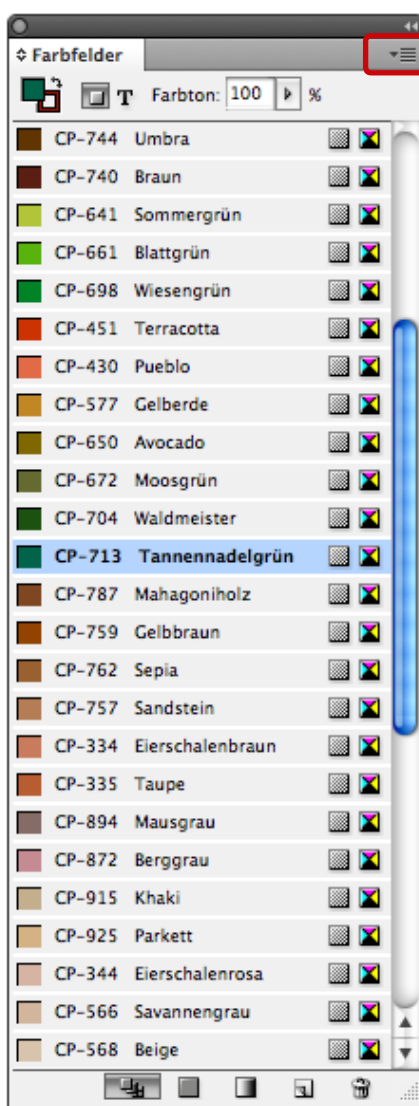 Farbfelder
T Farbton: 100 %
CP-744 Umbra
CP-740 Braun
CP-641 Sommergrün
CP-661 Blattgrün
CP-698 Wiesengrün
CP-451 Terracotta
CP-430 Pueblo
CP-577 Gelberde
CP-650 Avocado
CP-672 Moosgrün
CP-704 Waldmeister
CP-713 Tannennadelgrün
CP-787 Mahagoniholz
CP-759 Gelbbraun
CP-762 Sepia
CP-757 Sandstein
CP-334 Eierschalenbraun
CP-335 Taupe
CP-894 Mausgrau
CP-872 Berggrau
CP-915 Khaki
CP-925 Parkett
CP-344 Eierschalenrosa
CP-566 Savannengrau
CP-568 Beige